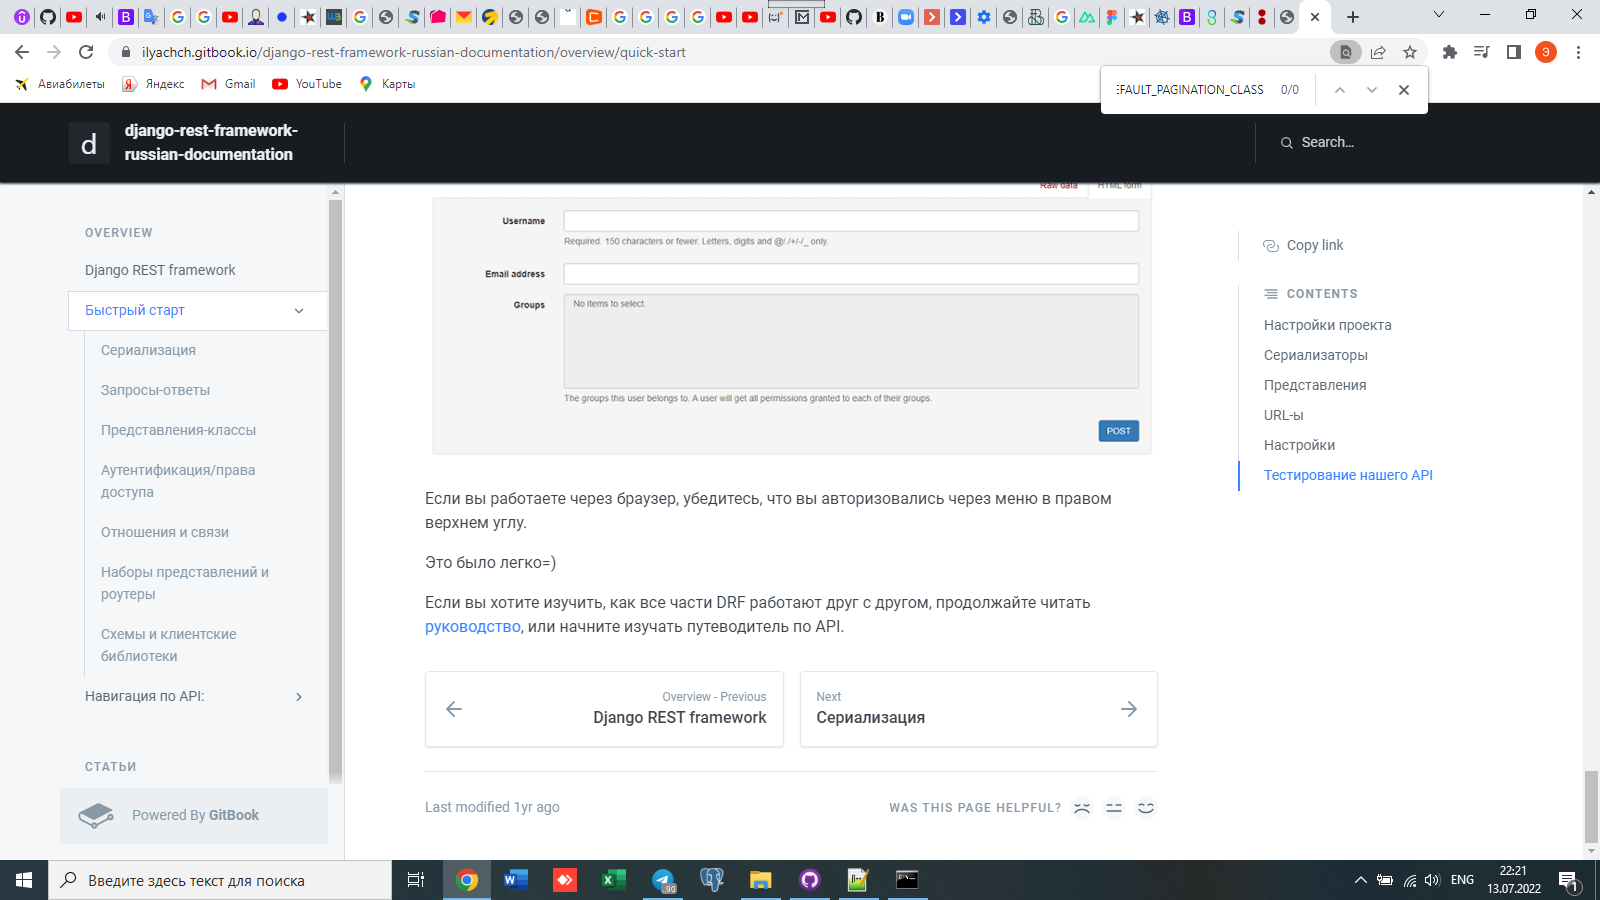 ilyachch.gitbook.io/django-rest-framework-russian-documentation/overview/quick-start
Э
Авиабилеты
Яндекс
Gmail
YouTube
Карты
EFAULT_PAGINATION_CLASS
0/0
d
django-rest-framework-
russian-documentation
Search...
Raw data
HTML form
OVERVIEW
Django REST framework
Быстрый старт
Сериализация
Запросы-ответы
Представления-классы
Аутентификация/права
доступа
Отношения и связи
Наборы представлений и
роутеры
Схемы и клиентские
библиотеки
Навигация по API:
СТАТЬИ
Powered By GitBook
Username
Required. 150 characters or fewer. Letters, digits and @/./+/-/_ only.
Email address
Groups
No items to select.
The groups this user belongs to. A user will get all permissions granted to each of their groups.
POST
Если вы работаете через браузер, убедитесь, что вы авторизовались через меню в правом
верхнем углу.
Это было легко=)
Если вы хотите изучить, как все части DRF работают друг с другом, продолжайте читать
руководство, или начните изучать путеводитель по API.
Overview - Previous
Django REST framework
Next
Сериализация
Last modified 1yr ago
WAS THIS PAGE HELPFUL?
Copy link
CONTENTS
Настройки проекта
Сериализаторы
Представления
URL-ы
Настройки
Тестирование нашего API
Введите здесь текст для поиска
90
ENG
22:21
13.07.2022
1